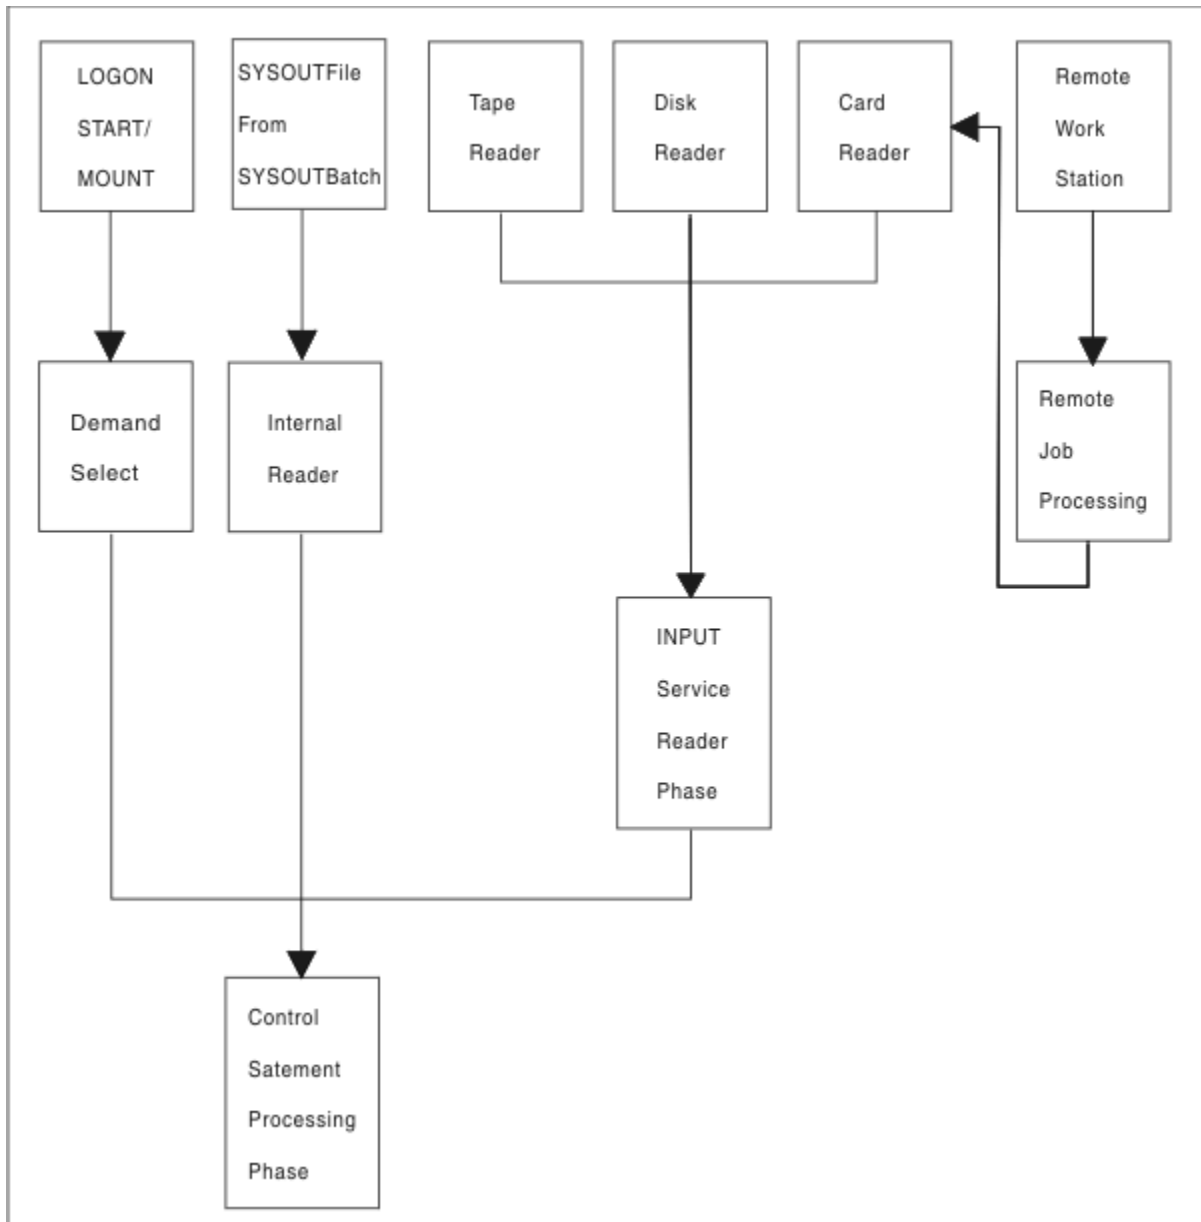 LOGON
START/
MOUNT
SYSOUTFile
From
SYSOUTBatch
Tape
Reader
Disk
Reader
Card
Reader
Remote
Work
Station
Demand
Select
Internal
Reader
Remote
Job
Processing
INPUT
Service
Reader
Phase
Control
Satement
Processing
Phase